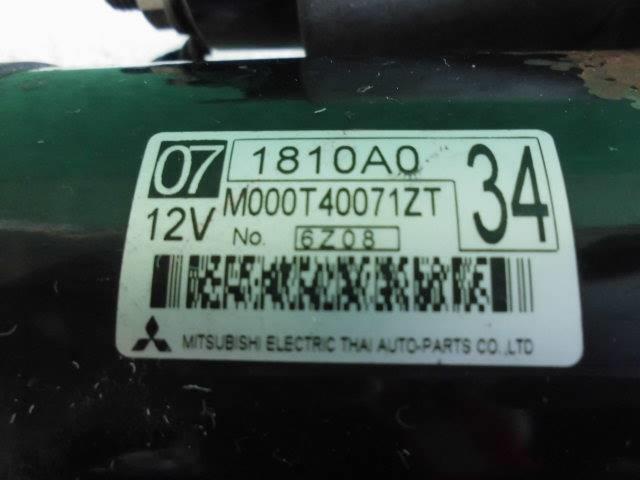 07 1810A0 34
12V M000T40071ZT
No. 6Z08
MITSUBISHI ELECTRIC THAI AUTO-PARTS CO.,LTD